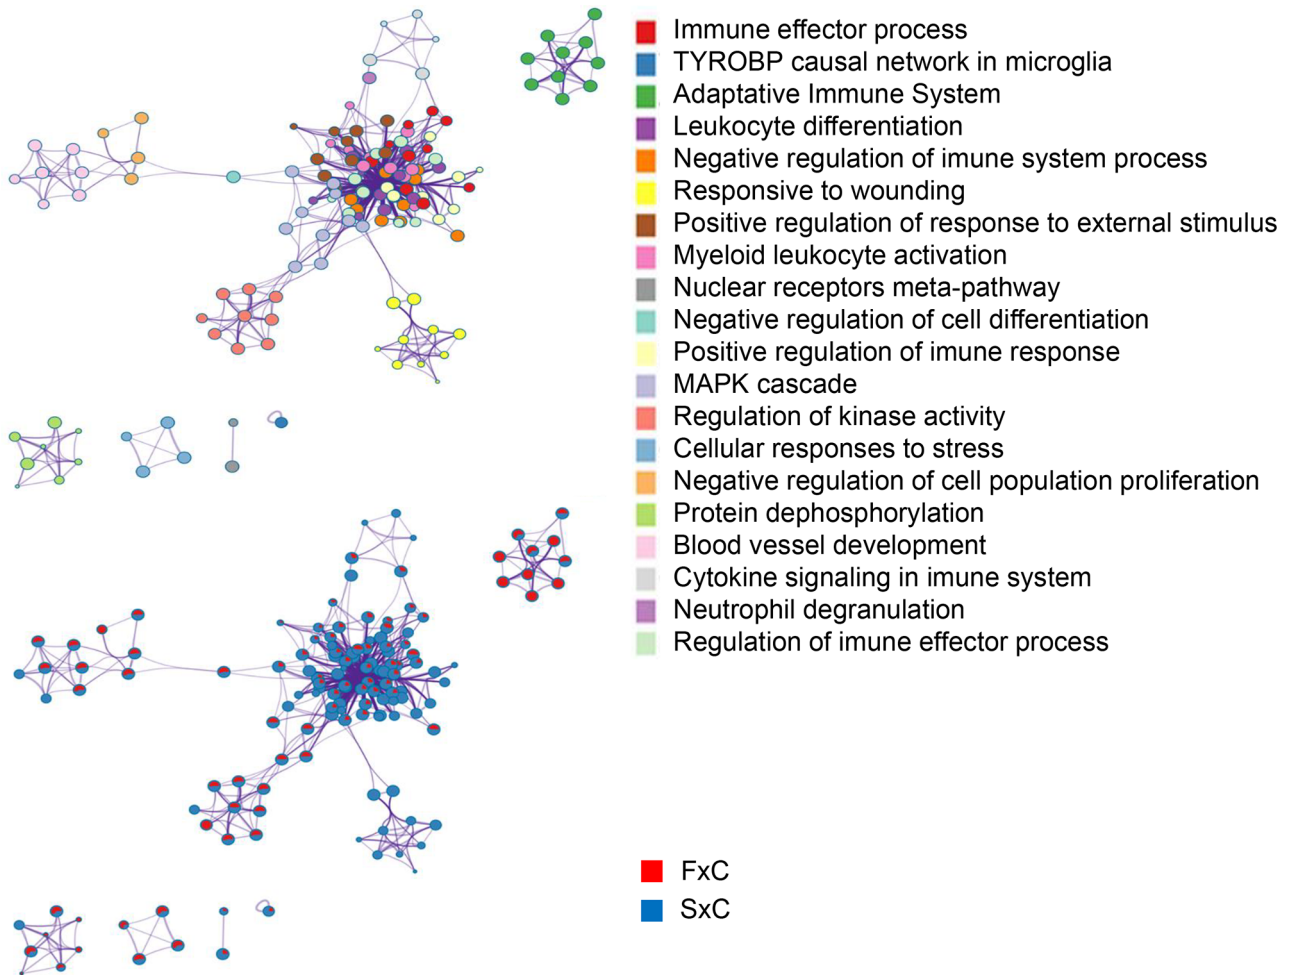 Immune effector process
TYROBP causal network in microglia
Adaptative Immune System
Leukocyte differentiation
Negative regulation of imune system process
Responsive to wounding
Positive regulation of response to external stimulus
Myeloid leukocyte activation
Nuclear receptors meta-pathway
Negative regulation of cell differentiation
Positive regulation of imune response
MAPK cascade
Regulation of kinase activity
Cellular responses to stress
Negative regulation of cell population proliferation
Protein dephosphorylation
Blood vessel development
Cytokine signaling in imune system
Neutrophil degranulation
Regulation of imune effector process
FxC
SxC